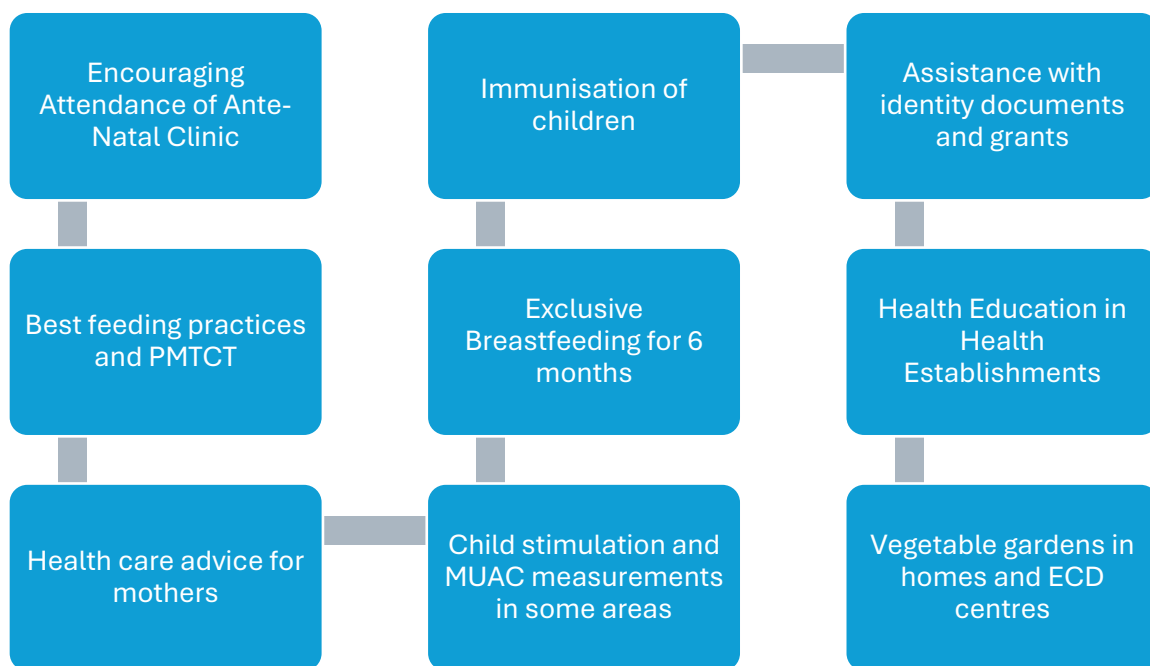 Encouraging
Attendance of Ante-
Natal Clinic
Best feeding practices
and PMTCT
Health care advice for
mothers
Child stimulation and
MUAC measurements
in some areas
Exclusive
Breastfeeding for 6
months
Immunisation of
children
Assistance with
identity documents
and grants
Health Education in
Health
Establishments
Vegetable gardens in
homes and ECD
centres